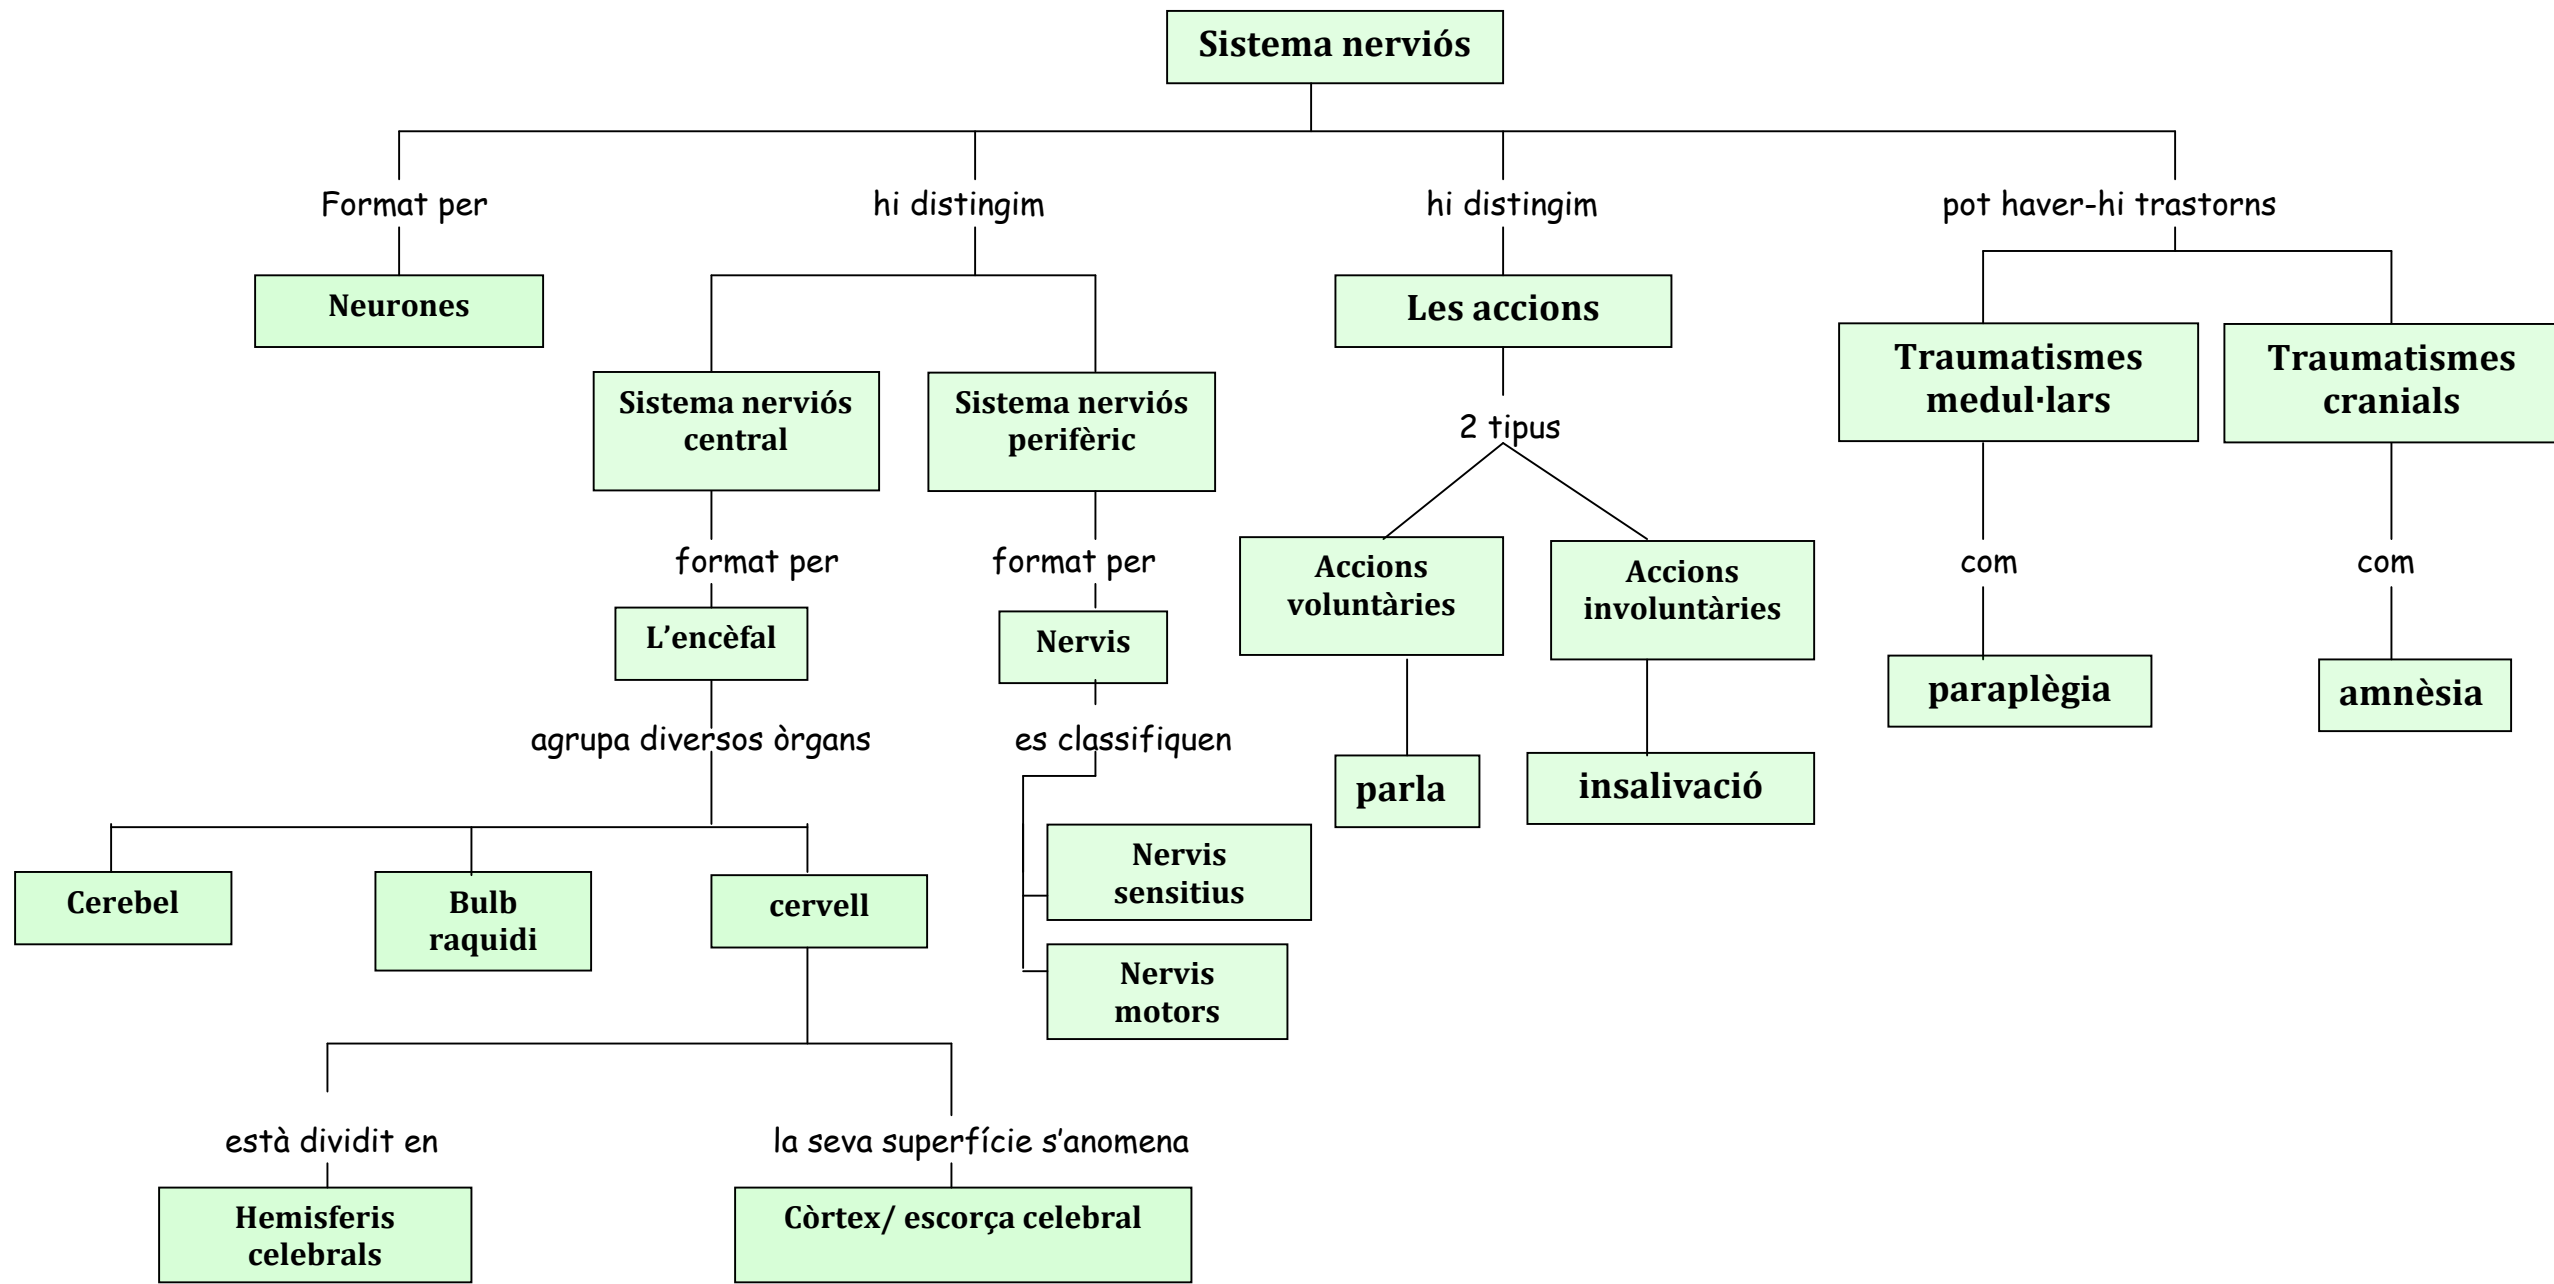 Sistema nerviós
Format per
hi distingim
hi distingim
pot haver-hi trastorns
Neurones
Les accions
Traumatismes
medul·lars
Traumatismes
cranials
Sistema nerviós
central
Sistema nerviós
perifèric
2 tipus
format per
format per
Accions
voluntàries
Accions
involuntàries
com
com
L’encèfal
Nervis
paraplègia
amnèsia
agrupa diversos òrgans
es classifiquen
parla
insalivació
Nervis
sensitius
Cerebel
Bulb
raquidi
cervell
Nervis
motors
està dividit en
la seva superfície s’anomena
Hemisferis
celebrals
Còrtex/ escorça celebral